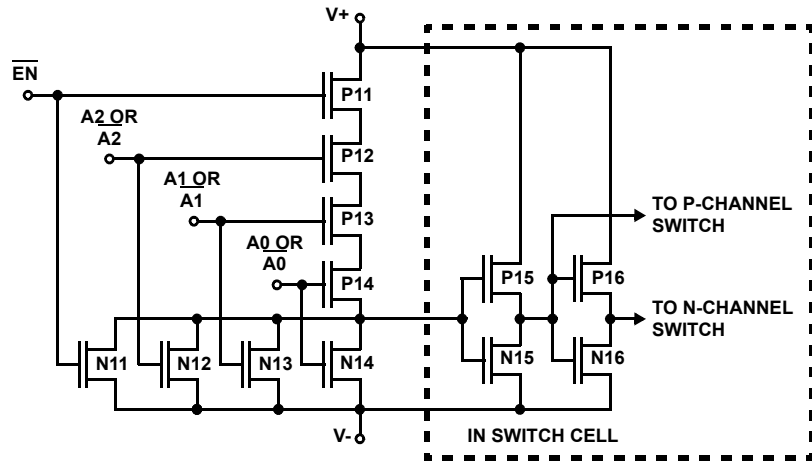 V+
EN
P11
A2 OR
A2
P12
A1 OR
A1
P13
A0 OR
A0
P14
TO P-CHANNEL
SWITCH
P15
P16
TO N-CHANNEL
SWITCH
N11
N12
N13
N14
N15
N16
V-
IN SWITCH CELL